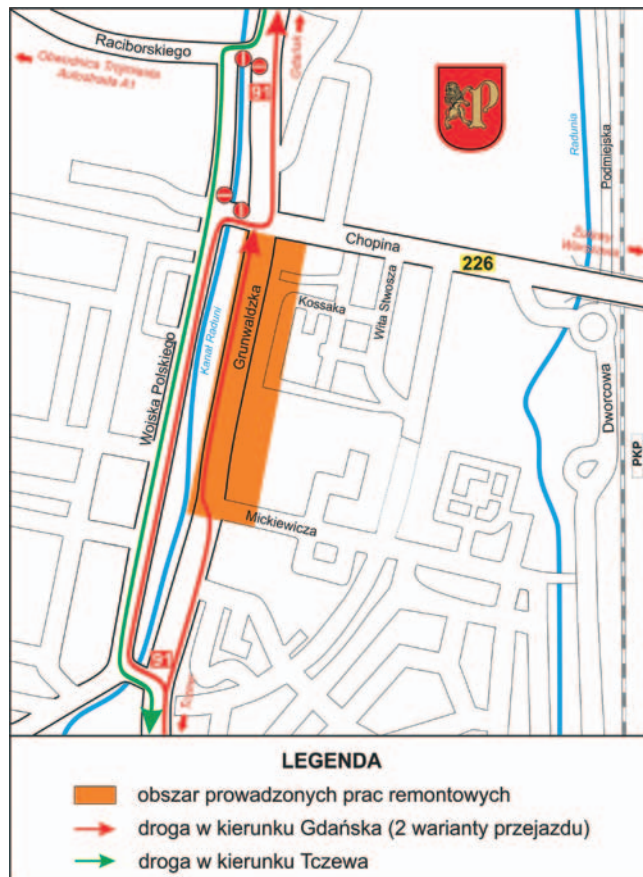 Raciborskiego
Obwodnica Trójmiasta
Autostrada A1
Gdańsk
91
P
Radunia
Podmiejska
Chopina
226
Żuławy
Kossaka
Wita Stwosza
Grunwaldzka
Kanał Raduni
Wojska Polskiego
Dworcowa
PKP
Mickiewicza
91
Tczew
LEGENDA
obszar prowadzonych prac remontowych
droga w kierunku Gdańska (2 warianty przejazdu)
droga w kierunku Tczewa